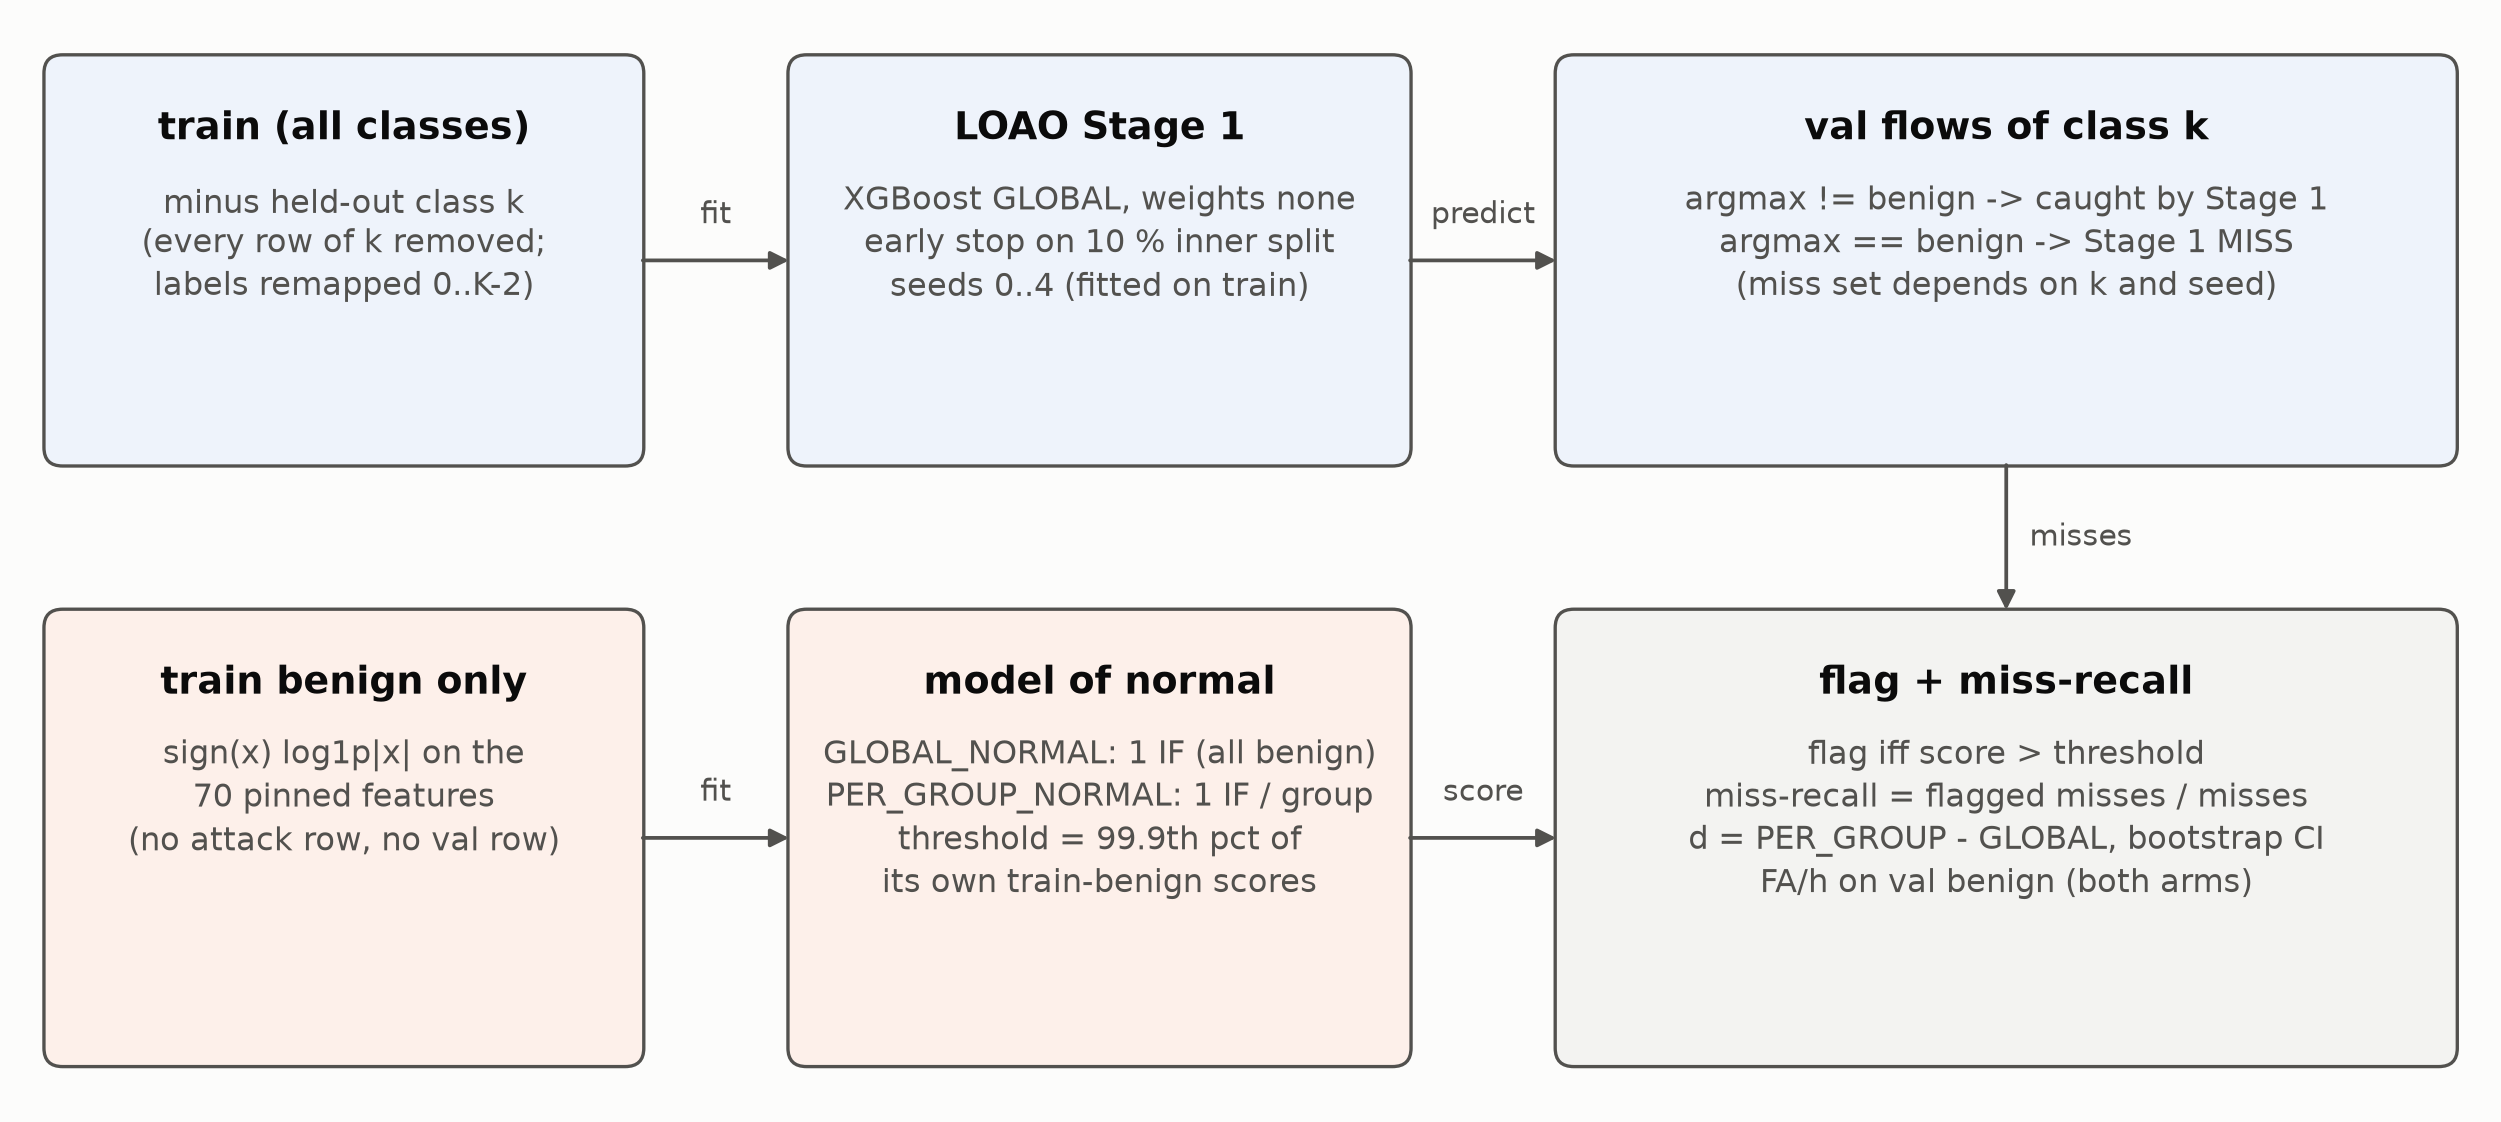 train (all classes)
minus held-out class k
(every row of k removed;
labels remapped 0..K-2)
fit
LOAO Stage 1
XGBoost GLOBAL, weights none
early stop on 10 % inner split
seeds 0..4 (fitted on train)
predict
val flows of class k
argmax != benign -> caught by Stage 1
argmax == benign -> Stage 1 MISS
(miss set depends on k and seed)
misses
train benign only
sign(x) log1p|x| on the
70 pinned features
(no attack row, no val row)
fit
model of normal
GLOBAL_NORMAL: 1 IF (all benign)
PER_GROUP_NORMAL: 1 IF / group
threshold = 99.9th pct of
its own train-benign scores
score
flag + miss-recall
flag iff score > threshold
miss-recall = flagged misses / misses
d = PER_GROUP - GLOBAL, bootstrap CI
FA/h on val benign (both arms)